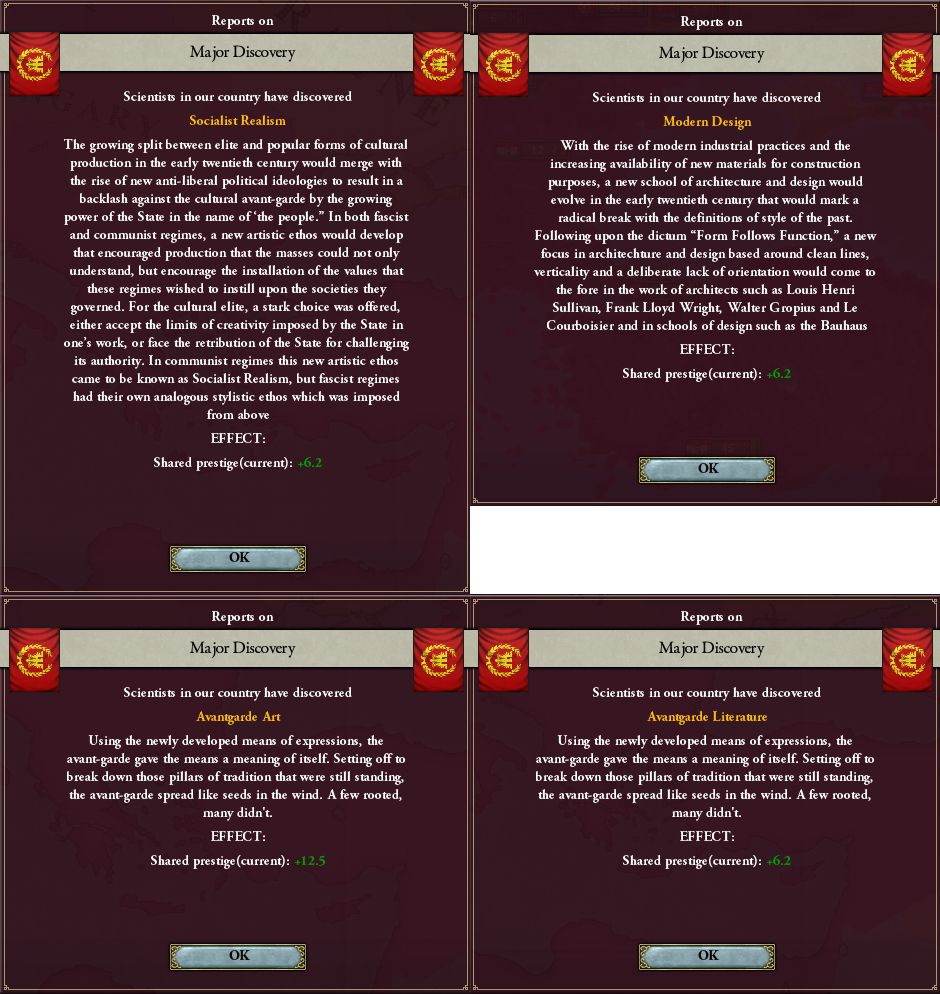 Reports on
Major Discovery
Scientists in our country have discovered
Socialist Realism
The growing split between elite and popular forms of cultural
production in the early twentieth century would merge with
the rise of new anti-liberal political ideologies to result in a
backlash against the cultural avant-garde by the growing
power of the State in the name of ‘the people.” In both fascist
and communist regimes, a new artistic ethos would develop
that encouraged production that the masses could not only
understand, but encourage the installation of the values that
these regimes wished to instill upon the societies they
governed. For the cultural elite, a stark choice was offered,
either accept the limits of creativity imposed by the State in
one's work, or face the retribution of the State for challenging
its authority. In communist regimes this new artistic ethos
came to be known as Socialist Realism, but fascist regimes
had their own analogous stylistic ethos which was imposed
from above
EFFECT:
Shared prestige(current): +6.2
OK
Reports on
Major Discovery
Scientists in our country have discovered
Modern Design
With the rise of modern industrial practices and the
increasing availability of new materials for construction
purposes, a new school of architecture and design would
evolve in the early twentieth century that would mark a
radical break with the definitions of style of the past.
Following upon the dictum “Form Follows Function,” a new
focus in archithecture and design based around clean lines,
verticality and a deliberate lack of orientation would come to
the fore in the work of architects such as Louis Henri
Sullivan, Frank Lloyd Wright, Walter Gropius and Le
Courboisier and in schools of design such as the Bauhaus
EFFECT:
Shared prestige(current): +6.2
OK
Reports on
Major Discovery
Scientists in our country have discovered
Avantgarde Art
Using the newly developed means of expressions, the
avant-garde gave the means a meaning of itself. Setting off to
break down those pillars of tradition that were still standing,
the avant-garde spread like seeds in the wind. A few rooted,
many didn't.
EFFECT:
Shared prestige(current): +12.5
OK
Reports on
Major Discovery
Scientists in our country have discovered
Avantgarde Literature
Using the newly developed means of expressions, the
avant-garde gave the means a meaning of itself. Setting off to
break down those pillars of tradition that were still standing,
the avant-garde spread like seeds in the wind. A few rooted,
many didn't.
EFFECT:
Shared prestige(current): +6.2
OK